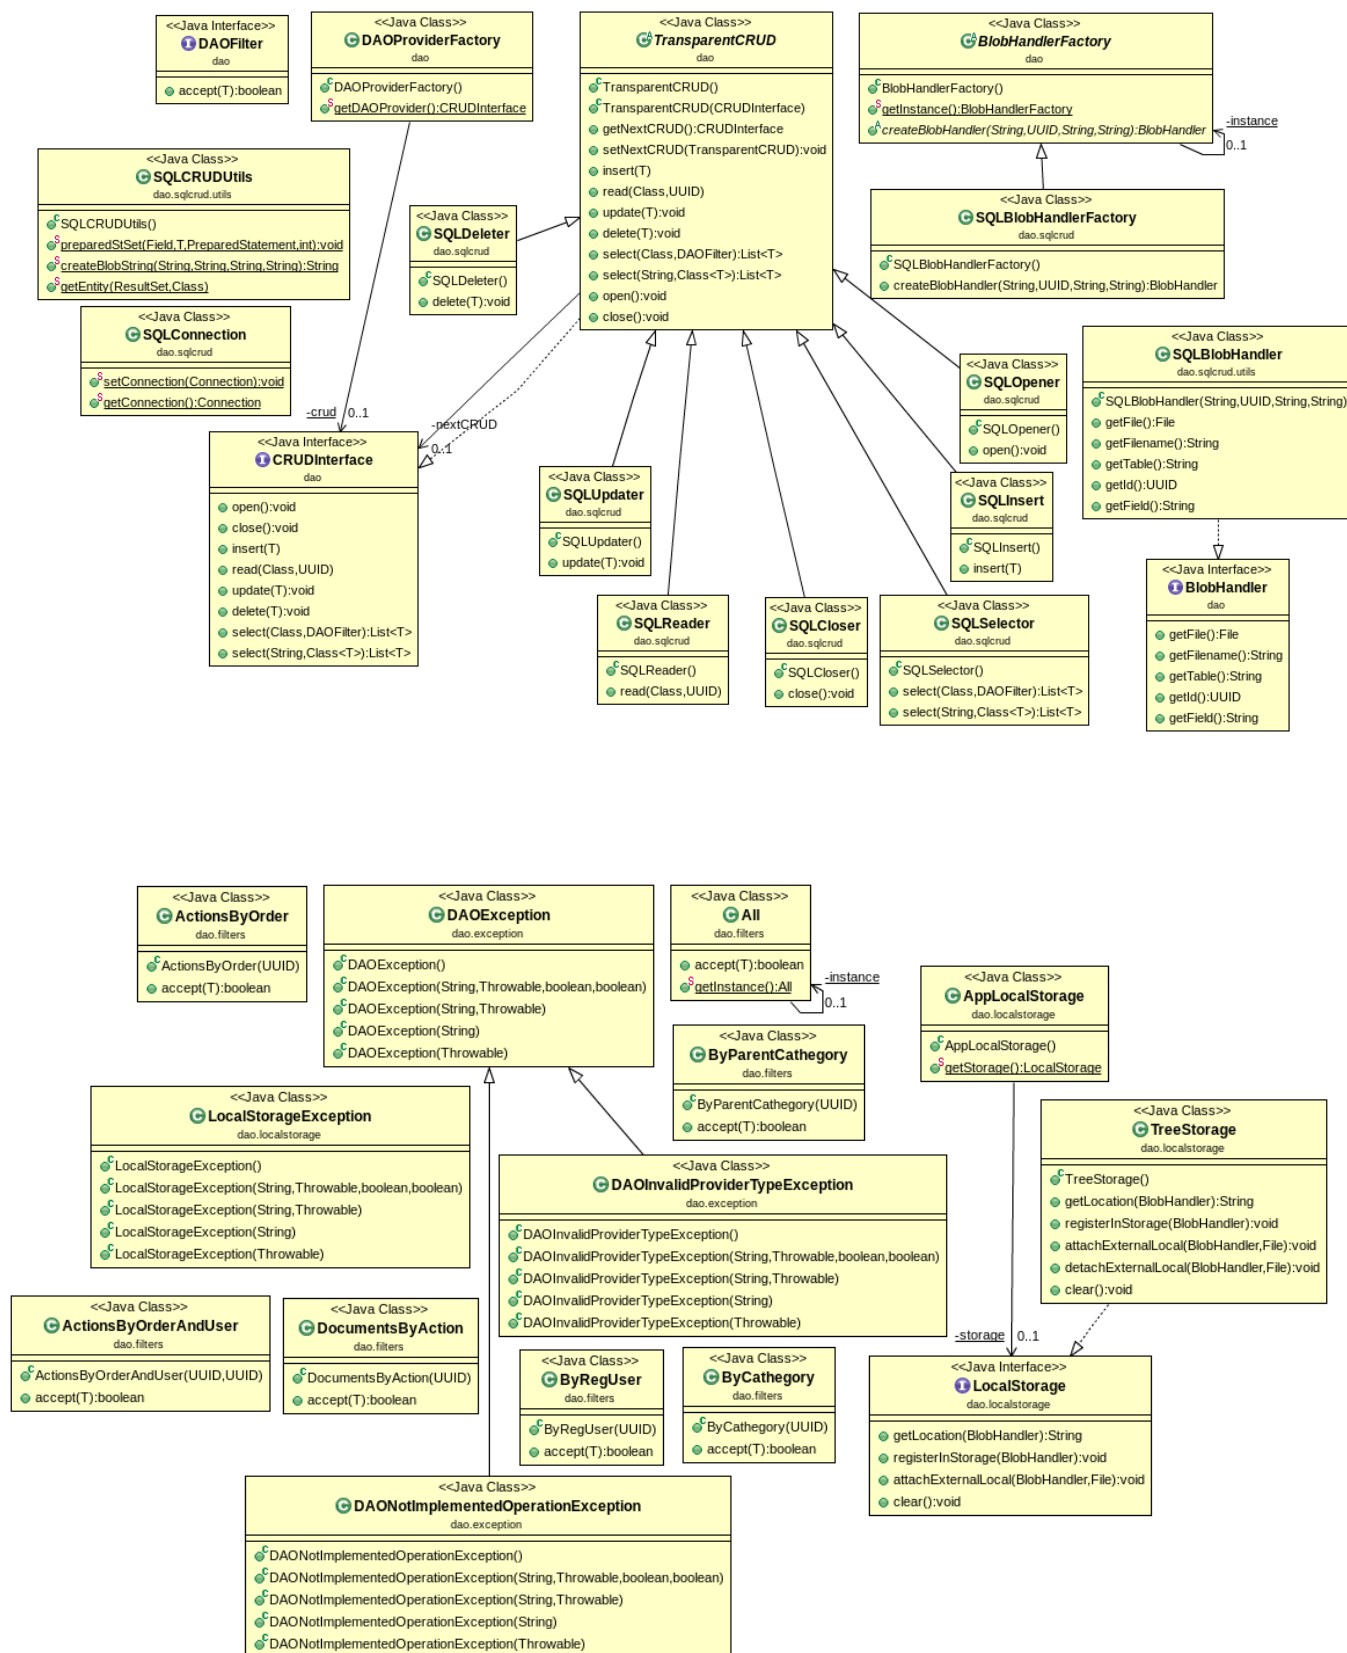 <<Java Interface>>
DAOFilter
dao
accept(T):boolean
<<Java Class>>
DAOProviderFactory
dao
DAOProviderFactory()
getDAOProvider():CRUDInterface
<<Java Class>>
TransparentCRUD
dao
TransparentCRUD()
TransparentCRUD(CRUDInterface)
getNextCRUD():CRUDInterface
setNextCRUD(TransparentCRUD):void
insert(T)
read(Class,UUID)
update(T):void
delete(T):void
select(Class,DAOFilter):List<T>
select(String,Class<T>):List<T>
open():void
close():void
<<Java Class>>
BlobHandlerFactory
dao
BlobHandlerFactory()
getInstance():BlobHandlerFactory
createBlobHandler(String,UUID,String,String):BlobHandler
-instance
0..1
<<Java Class>>
SQLCRUDUtils
dao.sqlcrud.utils
SQLCRUDUtils()
preparedStSet(Field,T,PreparedStatement,int):void
createBlobString(String,String,String,String):String
getEntity(ResultSet,Class)
<<Java Class>>
SQLDeleter
dao.sqlcrud
SQLDeleter()
delete(T):void
<<Java Class>>
SQLBlobHandlerFactory
dao.sqlcrud
SQLBlobHandlerFactory()
createBlobHandler(String,UUID,String,String):BlobHandler
<<Java Class>>
SQLConnection
dao.sqlcrud
setConnection(Connection):void
getConnection():Connection
<<Java Class>>
SQLOpener
dao.sqlcrud
SQLOpener()
open():void
<<Java Class>>
SQLBlobHandler
dao.sqlcrud.utils
SQLBlobHandler(String,UUID,String,String)
getFile():File
getFilename():String
getTable():String
getId():UUID
getField():String
-crud
0..1
-nextCRUD
0..1
<<Java Interface>>
CRUDInterface
dao
open():void
close():void
insert(T)
read(Class,UUID)
update(T):void
delete(T):void
select(Class,DAOFilter):List<T>
select(String,Class<T>):List<T>
<<Java Class>>
SQLUpdater
dao.sqlcrud
SQLUpdater()
update(T):void
<<Java Class>>
SQLInsert
dao.sqlcrud
SQLInsert()
insert(T)
<<Java Class>>
SQLReader
dao.sqlcrud
SQLReader()
read(Class,UUID)
<<Java Class>>
SQLCloser
dao.sqlcrud
SQLCloser()
close():void
<<Java Class>>
SQLSelector
dao.sqlcrud
SQLSelector()
select(Class,DAOFilter):List<T>
select(String,Class<T>):List<T>
<<Java Interface>>
BlobHandler
dao
getFile():File
getFilename():String
getTable():String
getId():UUID
getField():String
<<Java Class>>
ActionsByOrder
dao.filters
ActionsByOrder(UUID)
accept(T):boolean
<<Java Class>>
DAOException
dao.exception
DAOException()
DAOException(String,Throwable,boolean,boolean)
DAOException(String,Throwable)
DAOException(String)
DAOException(Throwable)
<<Java Class>>
All
dao.filters
accept(T):boolean
getInstance():All
-instance
0..1
<<Java Class>>
AppLocalStorage
dao.localstorage
AppLocalStorage()
getStorage():LocalStorage
<<Java Class>>
ByParentCathegory
dao.filters
ByParentCathegory(UUID)
accept(T):boolean
<<Java Class>>
LocalStorageException
dao.localstorage
LocalStorageException()
LocalStorageException(String,Throwable,boolean,boolean)
LocalStorageException(String,Throwable)
LocalStorageException(String)
LocalStorageException(Throwable)
<<Java Class>>
TreeStorage
dao.localstorage
TreeStorage()
getLocation(BlobHandler):String
registerInStorage(BlobHandler):void
attachExternalLocal(BlobHandler,File):void
detachExternalLocal(BlobHandler,File):void
clear():void
<<Java Class>>
DAOInvalidProviderTypeException
dao.exception
DAOInvalidProviderTypeException()
DAOInvalidProviderTypeException(String,Throwable,boolean,boolean)
DAOInvalidProviderTypeException(String,Throwable)
DAOInvalidProviderTypeException(String)
DAOInvalidProviderTypeException(Throwable)
<<Java Class>>
ActionsByOrderAndUser
dao.filters
ActionsByOrderAndUser(UUID,UUID)
accept(T):boolean
<<Java Class>>
DocumentsByAction
dao.filters
DocumentsByAction(UUID)
accept(T):boolean
<<Java Class>>
ByRegUser
dao.filters
ByRegUser(UUID)
accept(T):boolean
<<Java Class>>
ByCathegory
dao.filters
ByCathegory(UUID)
accept(T):boolean
-storage
0..1
<<Java Interface>>
LocalStorage
dao.localstorage
getLocation(BlobHandler):String
registerInStorage(BlobHandler):void
attachExternalLocal(BlobHandler,File):void
clear():void
<<Java Class>>
DAONotImplementedOperationException
dao.exception
DAONotImplementedOperationException()
DAONotImplementedOperationException(String,Throwable,boolean,boolean)
DAONotImplementedOperationException(String,Throwable)
DAONotImplementedOperationException(String)
DAONotImplementedOperationException(Throwable)